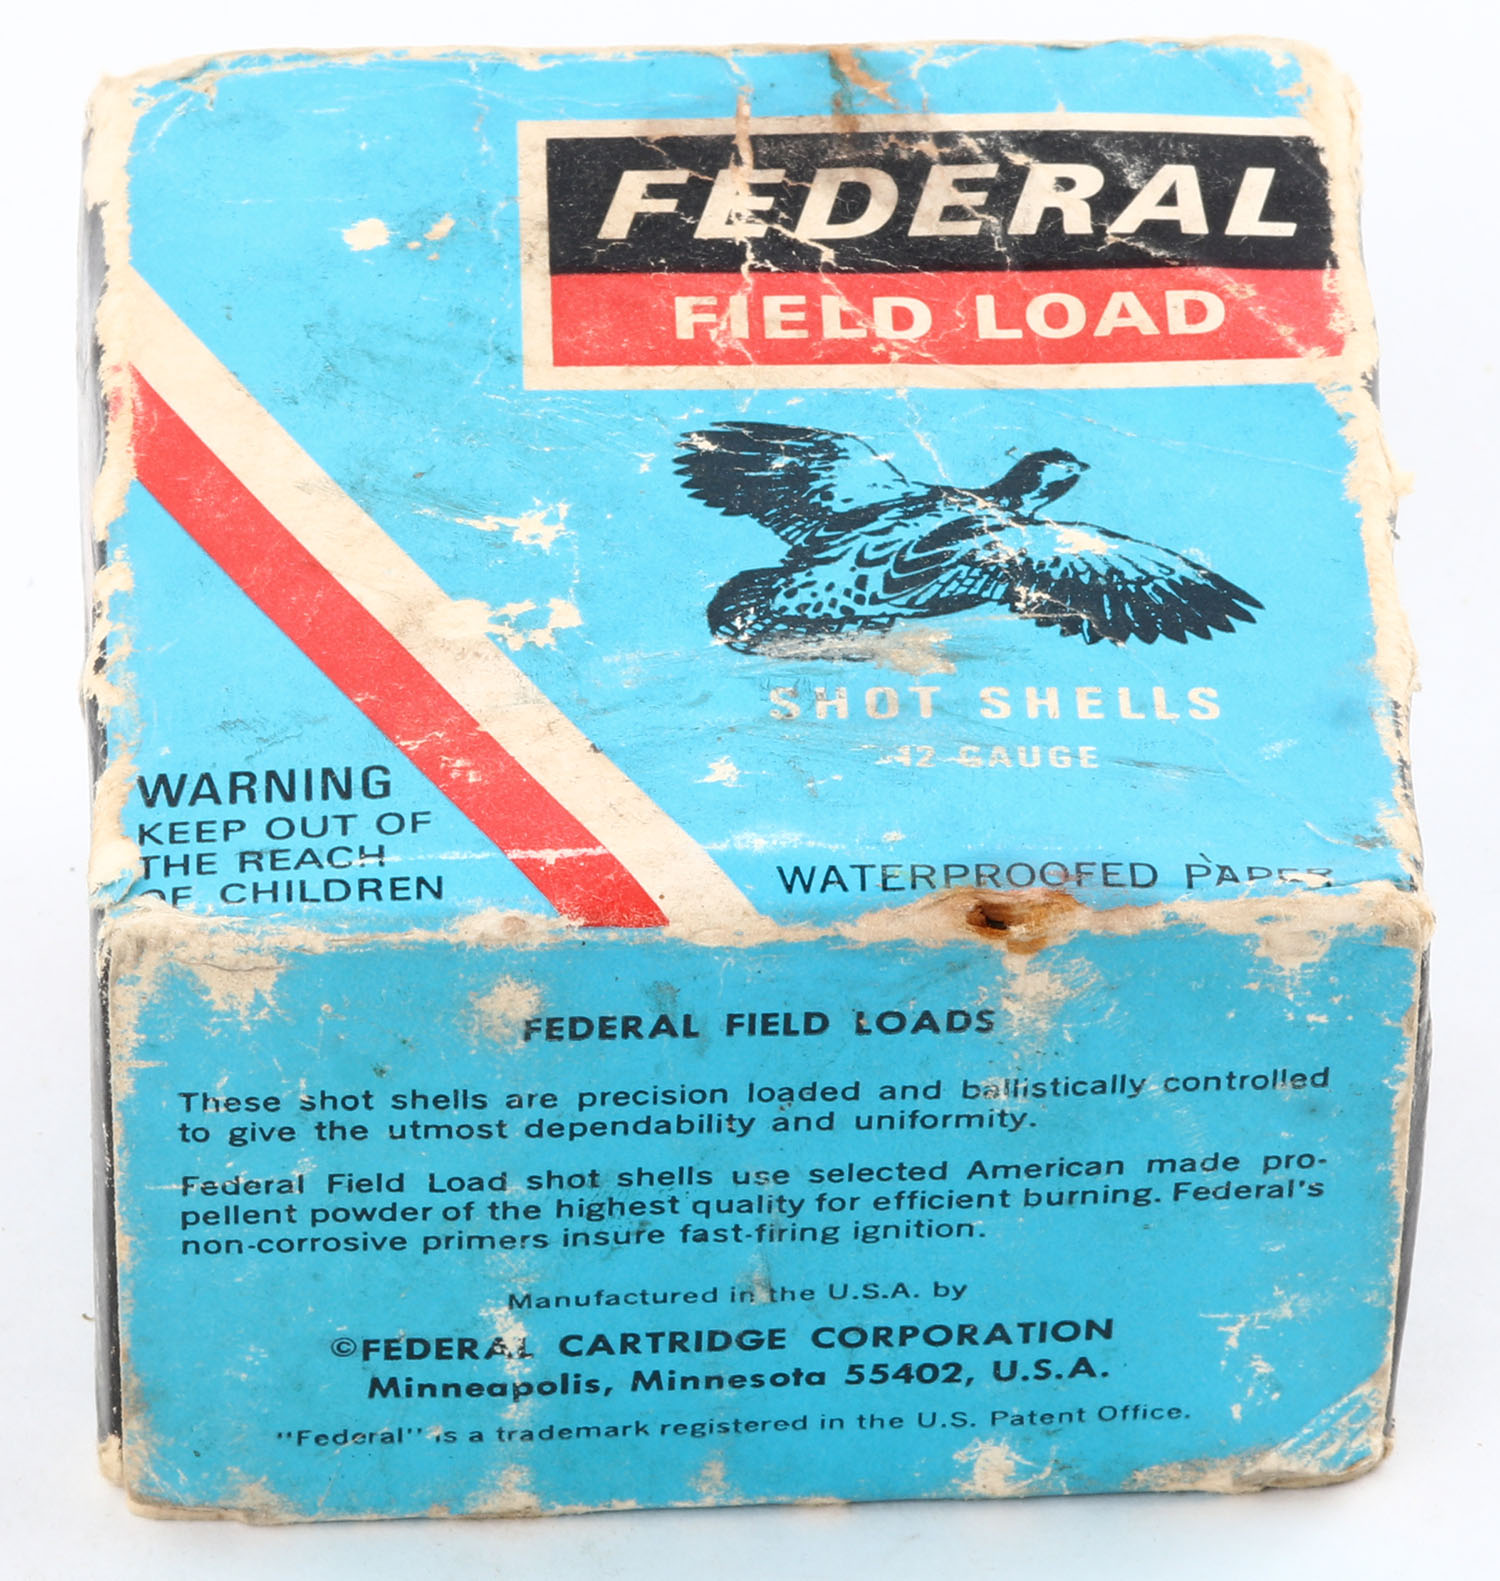 FEDERAL
FIELD LOAD
SHOT SHELLS
12 GAUGE
WARNING
KEEP OUT OF
THE REACH
OF CHILDREN
WATERPROOFED PAPER
FEDERAL FIELD LOADS
These shot shells are precision loaded and ballistically controlled
to give the utmost dependability and uniformity.
Federal Field Load shot shells use selected American made pro-
pellent powder of the highest quality for efficient burning. Federal's
non-corrosive primers insure fast-firing ignition.
Manufactured in the U.S.A. by
©FEDERAL CARTRIDGE CORPORATION
Minneapolis, Minnesota 55402, U.S.A.
"Federal" is a trademark registered in the U.S. Patent Office.